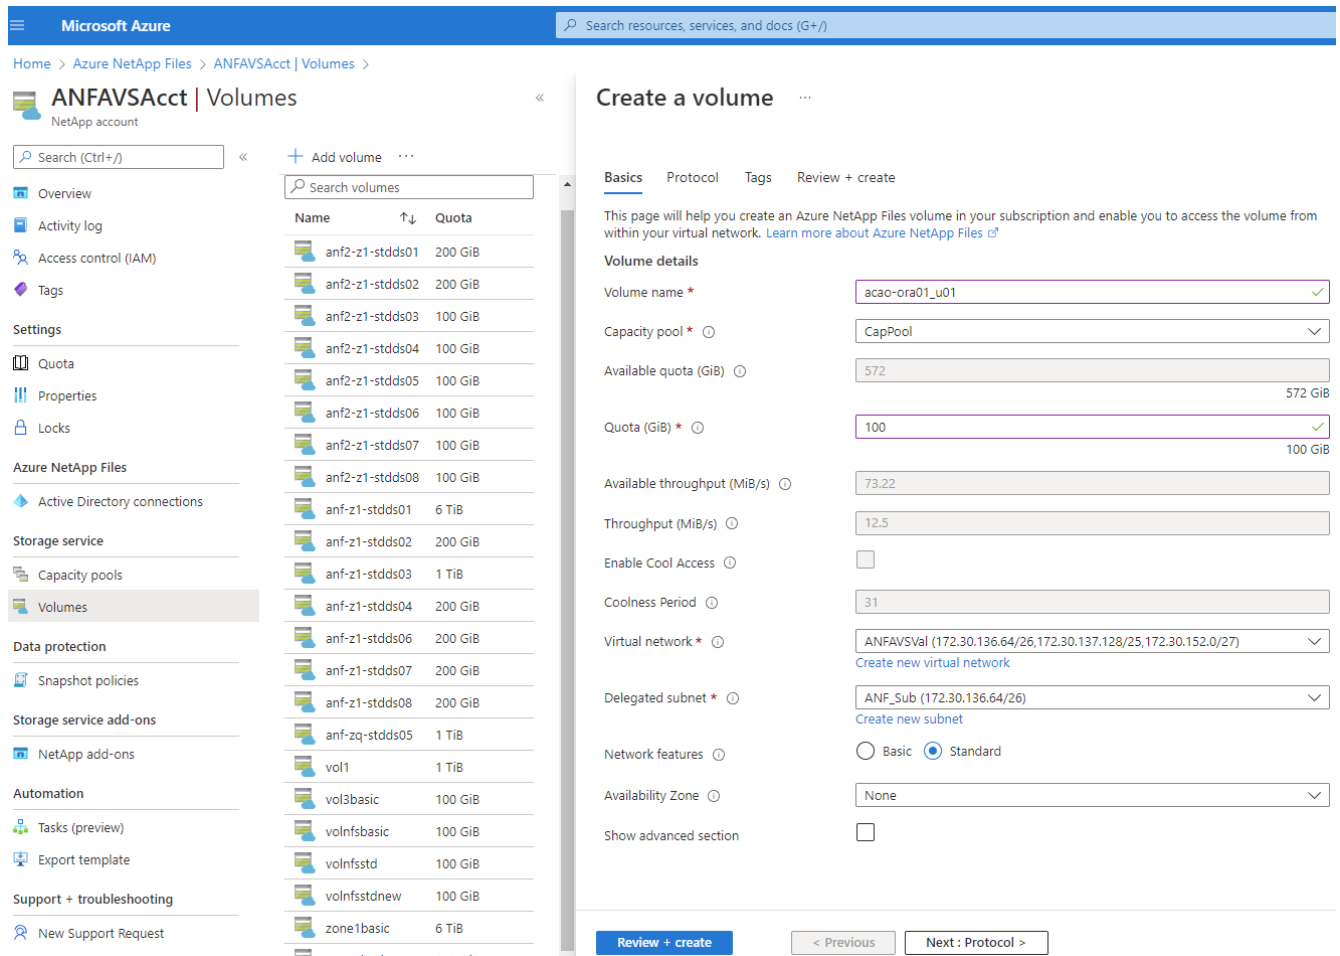 Microsoft Azure
Search resources, services, and docs (G+/)
Home > Azure NetApp Files > ANFAVSAcct | Volumes >
ANFAVSAcct | Volumes
NetApp account
Search (Ctrl+/)
Overview
Activity log
Access control (IAM)
Tags
Settings
Quota
Properties
Locks
Azure NetApp Files
Active Directory connections
Storage service
Capacity pools
Volumes
Data protection
Snapshot policies
Storage service add-ons
NetApp add-ons
Automation
Tasks (preview)
Export template
Support + troubleshooting
New Support Request
Add volume
Search volumes
Name Quota
anf2-z1-stdds01 200 GiB
anf2-z1-stdds02 200 GiB
anf2-z1-stdds03 100 GiB
anf2-z1-stdds04 100 GiB
anf2-z1-stdds05 100 GiB
anf2-z1-stdds06 100 GiB
anf2-z1-stdds07 100 GiB
anf2-z1-stdds08 100 GiB
anf-z1-stdds01 6 TiB
anf-z1-stdds02 200 GiB
anf-z1-stdds03 1 TiB
anf-z1-stdds04 200 GiB
anf-z1-stdds06 200 GiB
anf-z1-stdds07 200 GiB
anf-z1-stdds08 200 GiB
anf-zq-stdds05 1 TiB
vol1 1 TiB
vol3basic 100 GiB
volnfsbasic 100 GiB
volnfsstd 100 GiB
volnfsstdnew 100 GiB
zone1basic 6 TiB
Create a volume
Basics Protocol Tags Review + create
This page will help you create an Azure NetApp Files volume in your subscription and enable you to access the volume from
within your virtual network. Learn more about Azure NetApp Files
Volume details
Volume name * acao-ora01_u01
Capacity pool * CapPool
Available quota (GiB) 572
572 GiB
Quota (GiB) * 100
100 GiB
Available throughput (MiB/s) 73.22
Throughput (MiB/s) 12.5
Enable Cool Access
Coolness Period 31
Virtual network * ANFAVSVal (172.30.136.64/26,172.30.137.128/25,172.30.152.0/27)
Create new virtual network
Delegated subnet * ANF_Sub (172.30.136.64/26)
Create new subnet
Network features Basic Standard
Availability Zone None
Show advanced section
Review + create < Previous Next : Protocol >